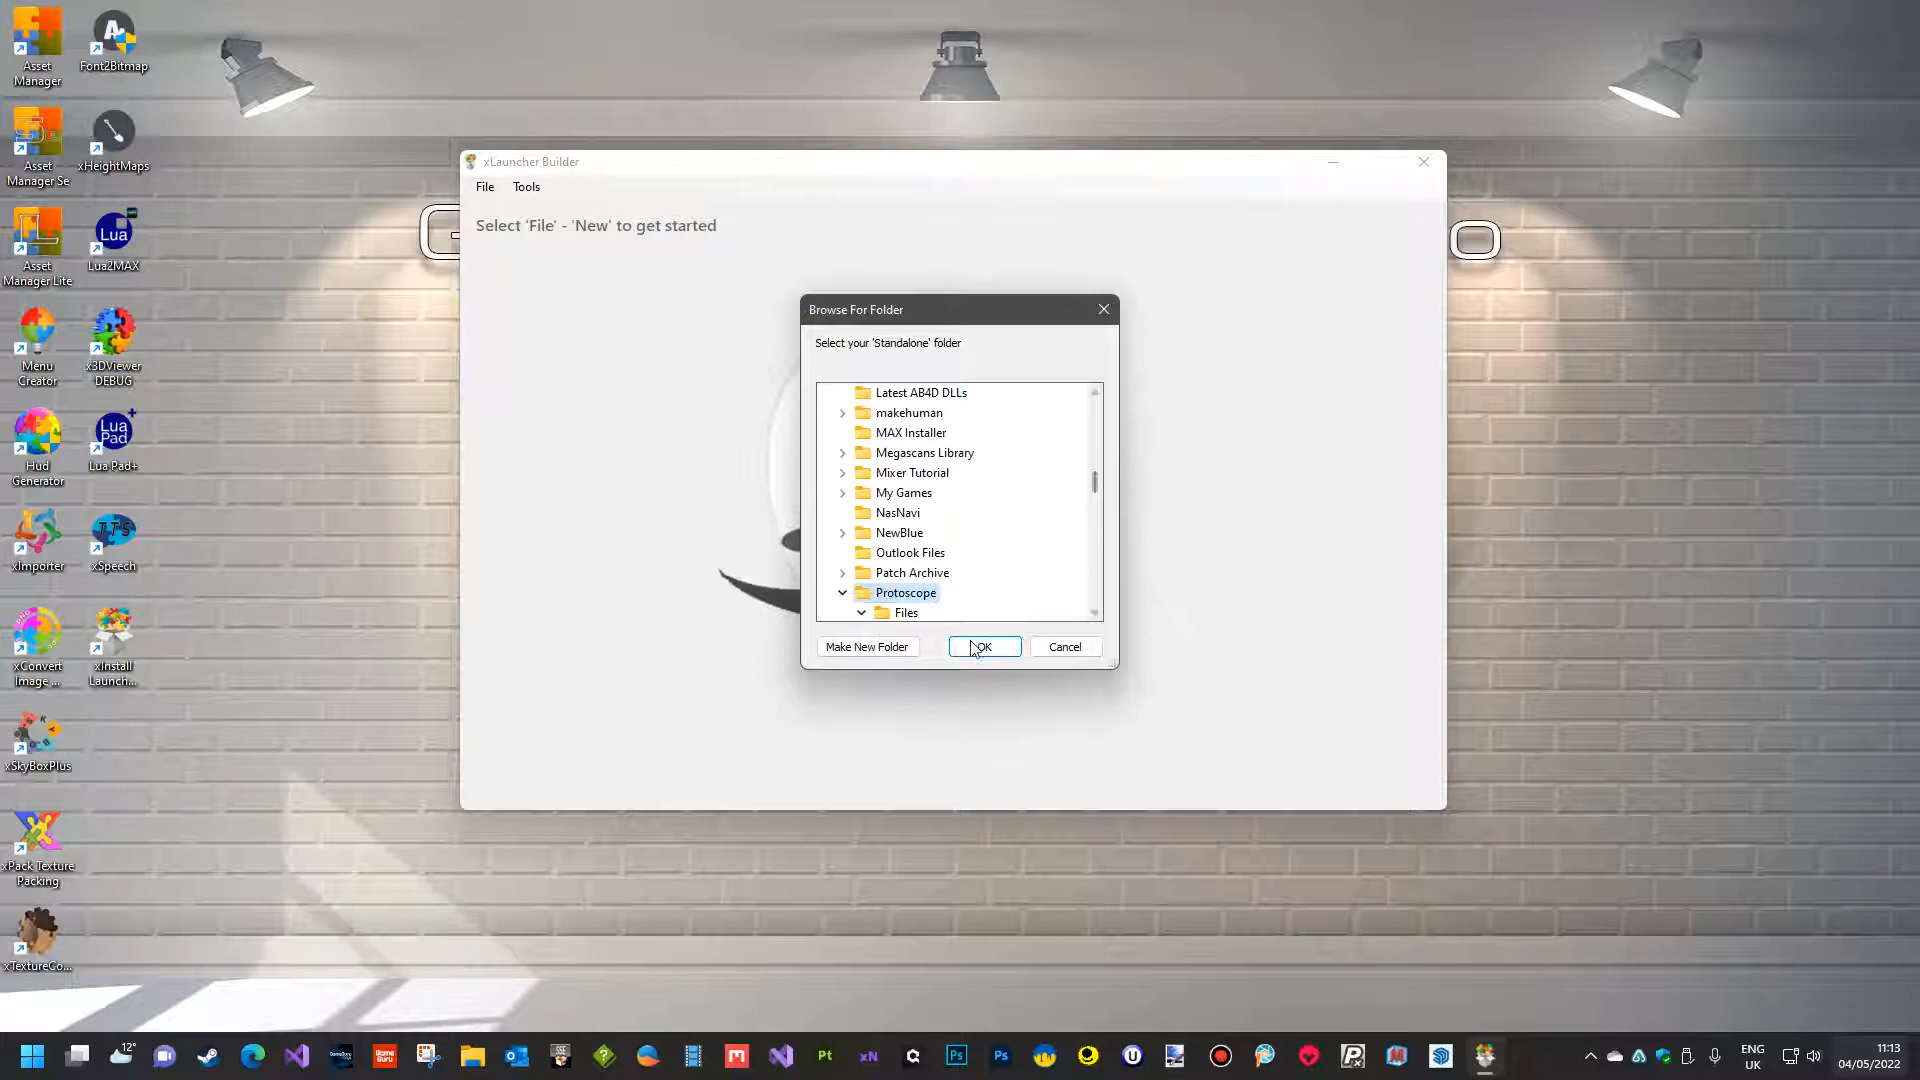 Asset
Manager
Font2Bitmap
Asset
Manager Se
xHeightMaps
Asset
Manager Lite
Lua
Lua2MAX
Menu
Creator
x3DViewer
DEBUG
Hud
Generator
Lua
Pad
Lua Pad+
xImporter
TTS
xSpeech
xConvert
Image ...
xInstall
Launch...
xSkyBoxPlus
xPack Texture
Packing
xTextureCo...
xLauncher Builder
File Tools
Select 'File' - 'New' to get started
Browse For Folder
Select your 'Standalone' folder
Latest AB4D DLLs
makehuman
MAX Installer
Megascans Library
Mixer Tutorial
My Games
NasNavi
NewBlue
Outlook Files
Patch Archive
Protoscope
Files
Make New Folder OK Cancel
12°
Pt
xN
Ps
Ps
ENG
UK
11:13
04/05/2022